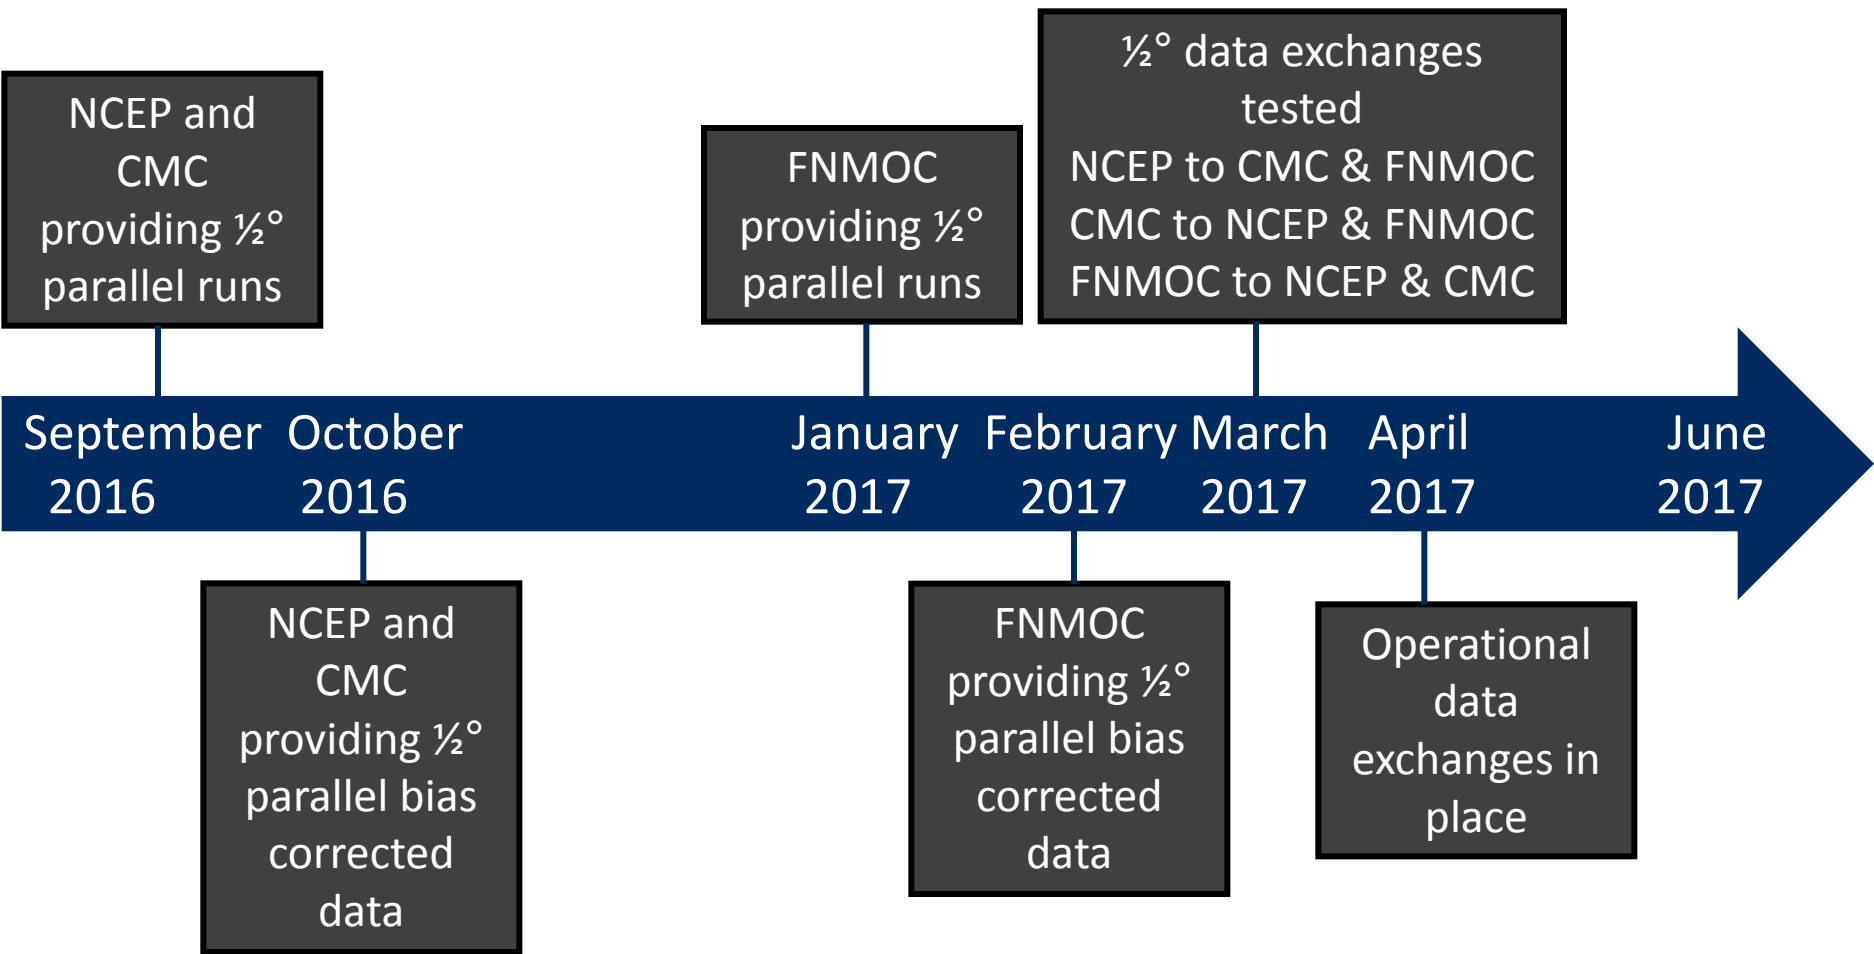 NCEP and
CMC
providing ½°
parallel runs
FNMOC
providing ½°
parallel runs
½° data exchanges
tested
NCEP to CMC & FNMOC
CMC to NCEP & FNMOC
FNMOC to NCEP & CMC
September October January February March April June
2016 2016 2017 2017 2017 2017 2017
NCEP and
CMC
providing ½°
parallel bias
corrected
data
FNMOC
providing ½°
parallel bias
corrected
data
Operational
data
exchanges in
place